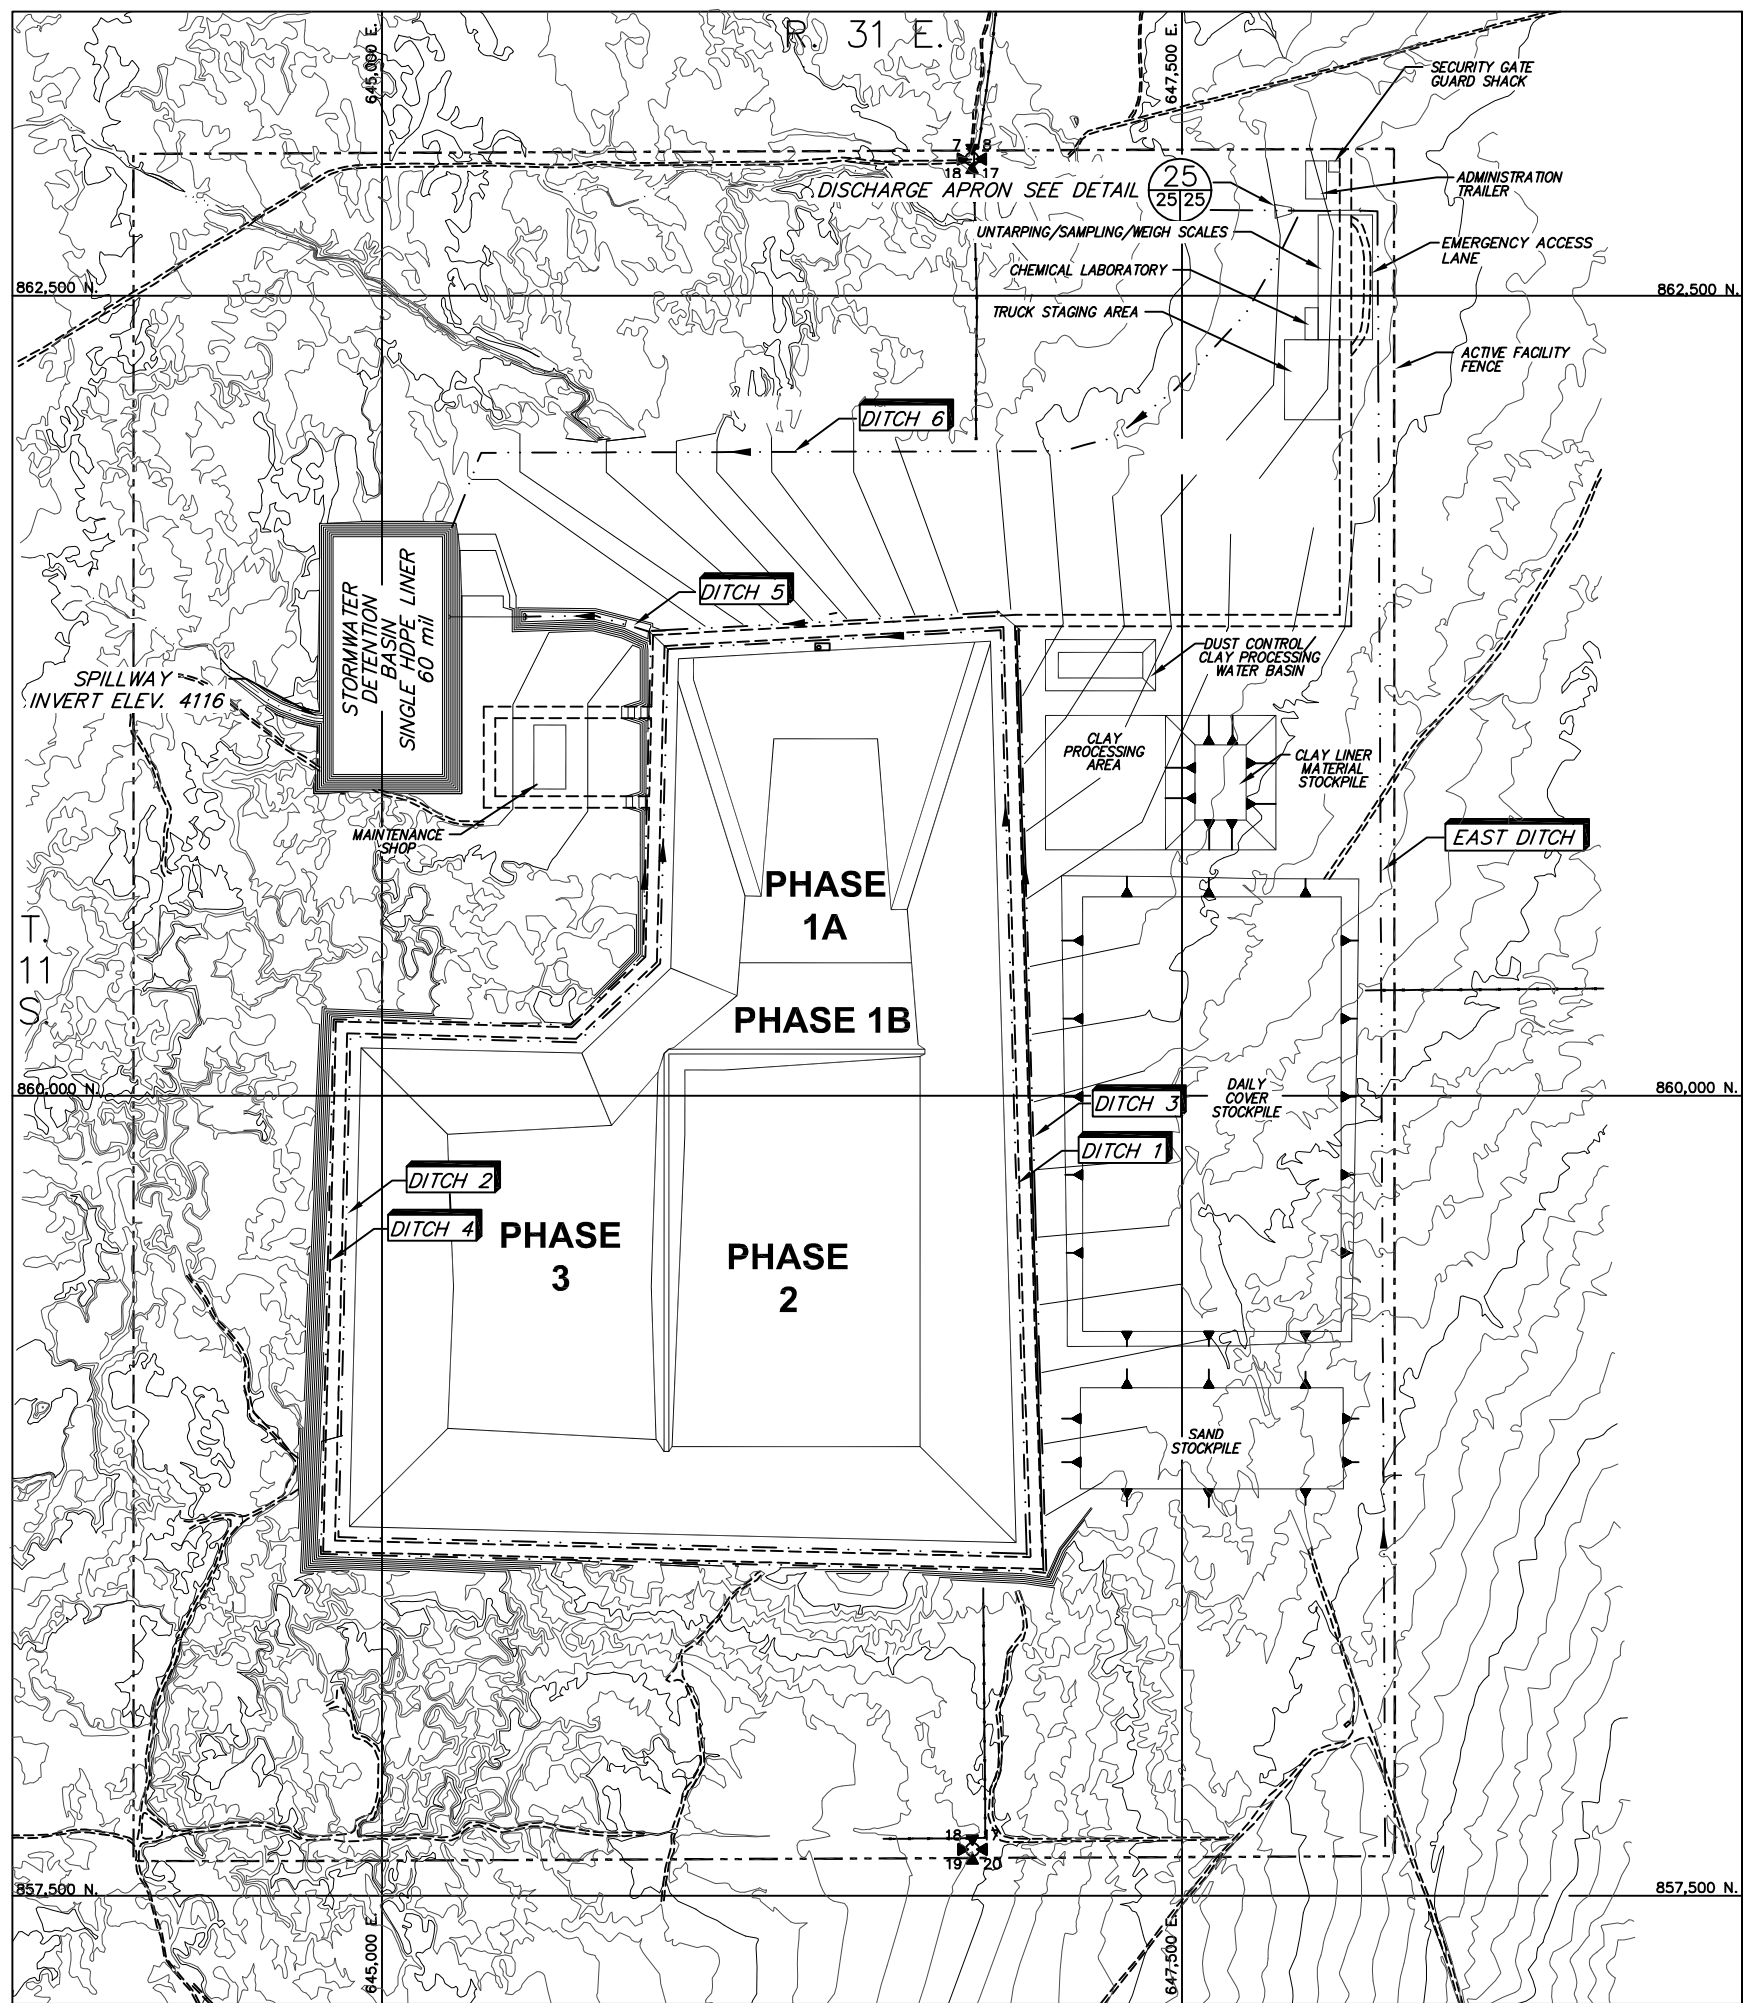 R. 31 E.
645,000 E.
647,500 E.
SECURITY GATE
GUARD SHACK
7 8
18 17
DISCHARGE APRON SEE DETAIL
25
25 25
ADMINISTRATION
TRAILER
UNTARPING/SAMPLING/WEIGH SCALES
EMERGENCY ACCESS
LANE
CHEMICAL LABORATORY
862,500 N.
862,500 N.
TRUCK STAGING AREA
ACTIVE FACILITY
FENCE
DITCH 6
DITCH 5
STORMWATER
DETENTION
BASIN
SINGLE HDPE LINER
60 mil
DUST CONTROL/
CLAY PROCESSING
WATER BASIN
SPILLWAY
INVERT ELEV. 4116
CLAY
PROCESSING
AREA
CLAY LINER
MATERIAL
STOCKPILE
MAINTENANCE
SHOP
EAST DITCH
PHASE
1A
T.
11
S.
PHASE 1B
860,000 N.
860,000 N.
DITCH 3
DAILY
COVER
STOCKPILE
DITCH 1
DITCH 2
DITCH 4
PHASE
3
PHASE
2
SAND
STOCKPILE
18
19 20
857,500 N.
857,500 N.
645,000 E.
647,500 E.